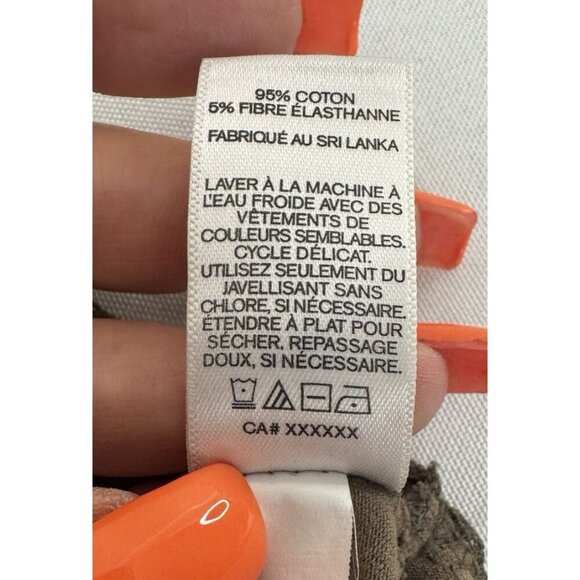 95% COTON
5% FIBRE ÉLASTHANNE
FABRIQUÉ AU SRI LANKA
LAVER À LA MACHINE À
L'EAU FROIDE AVEC DES
VÊTEMENTS DE
COULEURS SEMBLABLES.
CYCLE DÉLICAT.
UTILISEZ SEULEMENT DU
JAVELLISANT SANS
CHLORE, SI NÉCESSAIRE.
ÉTENDRE À PLAT POUR
SÉCHER. REPASSAGE
DOUX, SI NÉCESSAIRE.
CA# XXXXXX